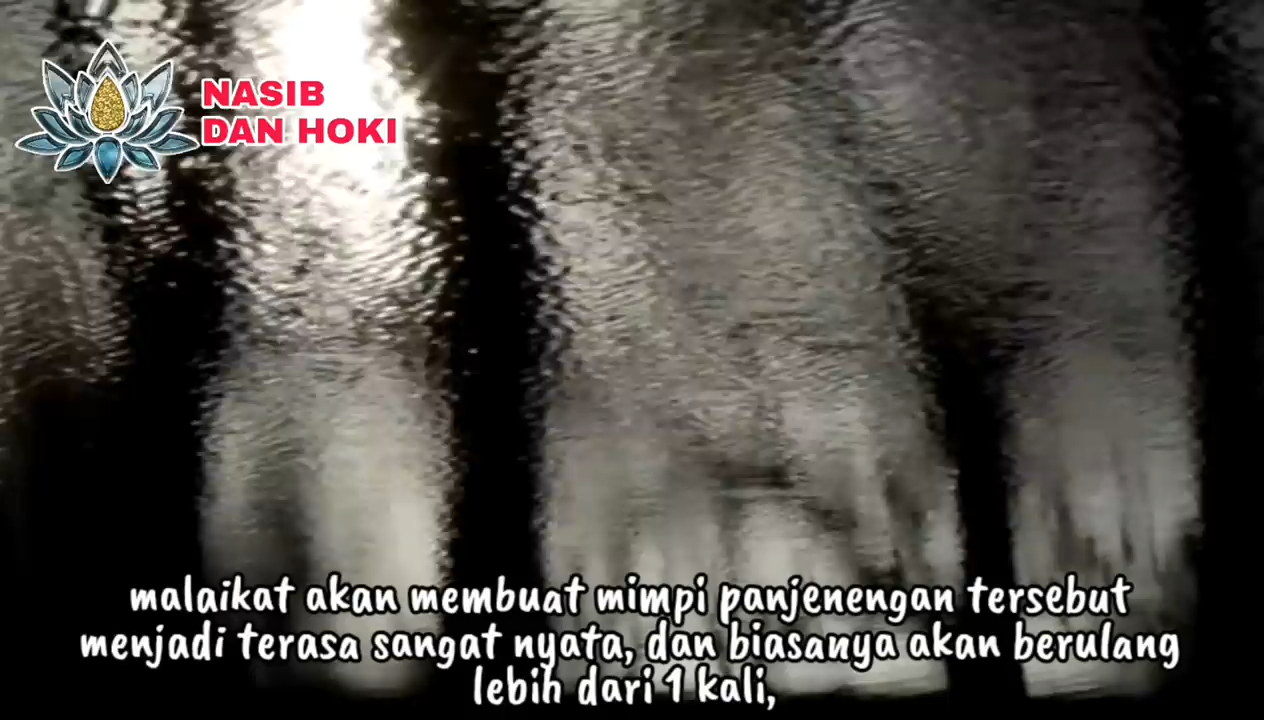 NASIB
DAN HOKI
malaikat akan membuat mimpi panjenengan tersebut
menjadi terasa sangat nyata, dan biasanya akan berulang
lebih dari 1 kali,